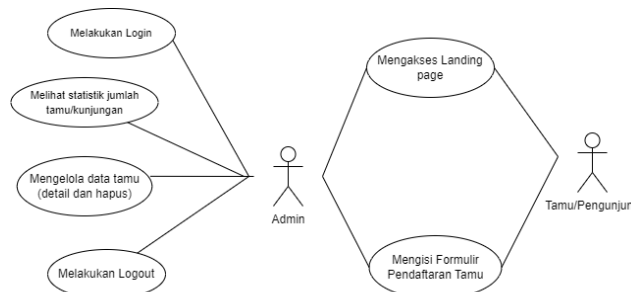 Melakukan Login
Melihat statistik jumlah
tamu/kunjungan
Mengelola data tamu
(detail dan hapus)
Melakukan Logout
Admin
Mengakses Landing
page
Mengisi Formulir
Pendaftaran Tamu
Tamu/Pengunjun